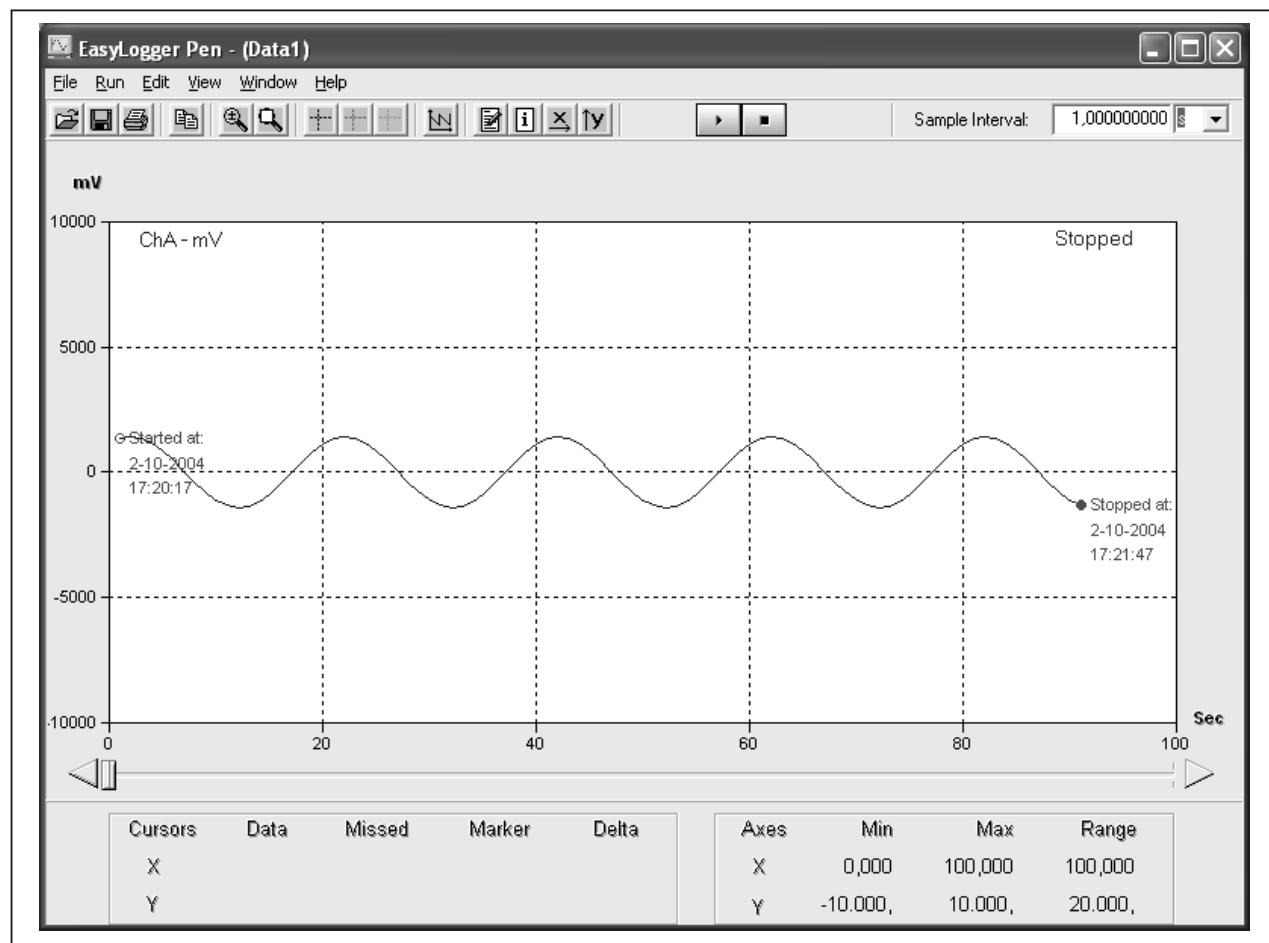 EasyLogger Pen - (Data1)
File Run Edit View Window Help
Sample Interval: 1,000000000 s
mV
10000
ChA - mV
Stopped
5000
Started at:
2-10-2004
17:20:17
0
Stopped at:
2-10-2004
17:21:47
-5000
-10000
Sec
0 20 40 60 80 100
Cursors Data Missed Marker Delta
X
Y
Axes Min Max Range
X 0,000 100,000 100,000
Y -10.000, 10.000, 20.000,